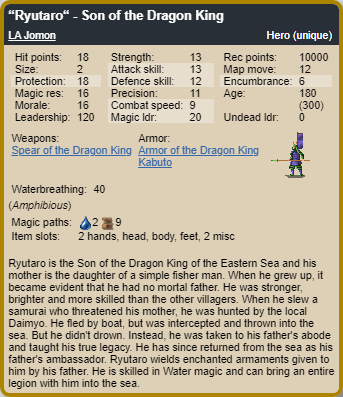 “Ryutaro“ - Son of the Dragon King
LA Jomon Hero (unique)
Hit points: 18 Strength: 13 Rec points: 10000
Size: 2 Attack skill: 13 Map move: 12
Protection: 18 Defence skill: 12 Encumbrance: 6
Magic res: 16 Precision: 11 Age: 180
Morale: 16 Combat speed: 9 (300)
Leadership: 120 Magic ldr: 20 Undead ldr: 0
Weapons: Armor:
Spear of the Dragon King Armor of the Dragon King
Kabuto
Waterbreathing: 40
(Amphibious)
Magic paths: 2 9
Item slots: 2 hands, head, body, feet, 2 misc
Ryutaro is the Son of the Dragon King of the Eastern Sea and his
mother is the daughter of a simple fisher man. When he grew up, it
became evident that he had no mortal father. He was stronger,
brighter and more skilled than the other villagers. When he slew a
samurai who threatened his mother, he was hunted by the local
Daimyo. He fled by boat, but was intercepted and thrown into the
sea. But he didn't drown. Instead, he was taken to his father's abode
and taught his true legacy. He has since returned from the sea as his
father's ambassador. Ryutaro wields enchanted armaments given to
him by his father. He is skilled in Water magic and can bring an entire
legion with him into the sea.